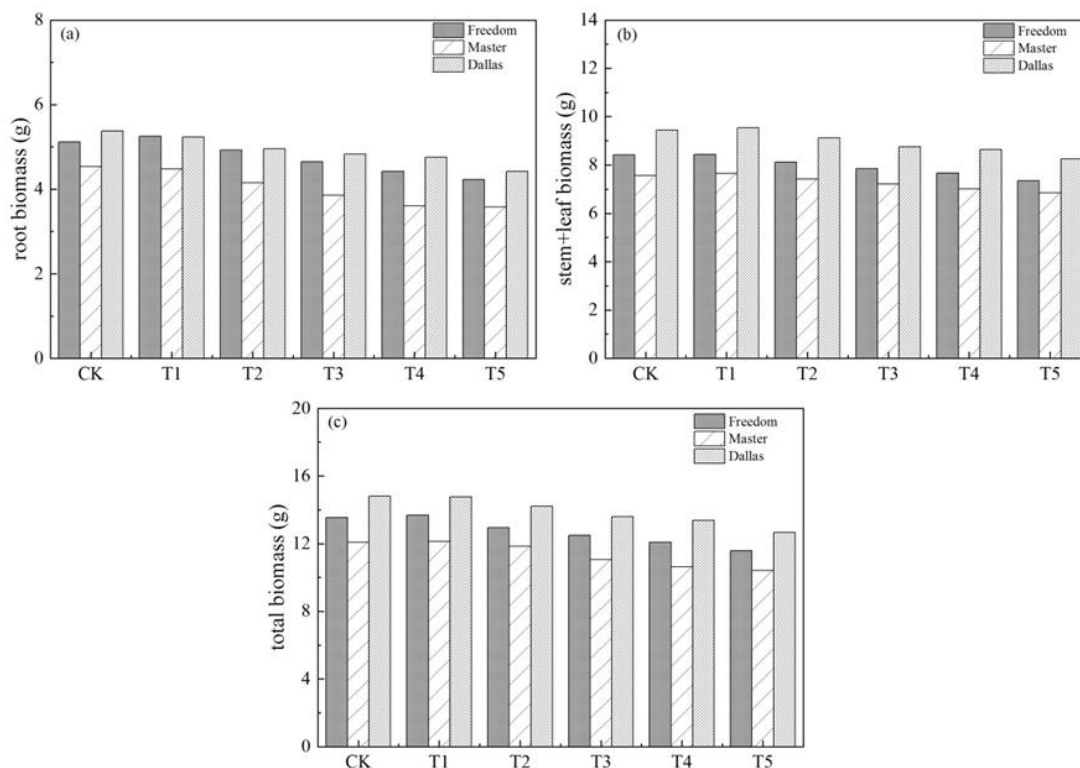 (a)
Freedom
Master
Dallas
root biomass (g)
8
6
4
2
0
CK T1 T2 T3 T4 T5
(b)
Freedom
Master
Dallas
stem+leaf biomass (g)
14
12
10
8
6
4
2
0
CK T1 T2 T3 T4 T5
(c)
Freedom
Master
Dallas
total biomass (g)
20
16
12
8
4
0
CK T1 T2 T3 T4 T5